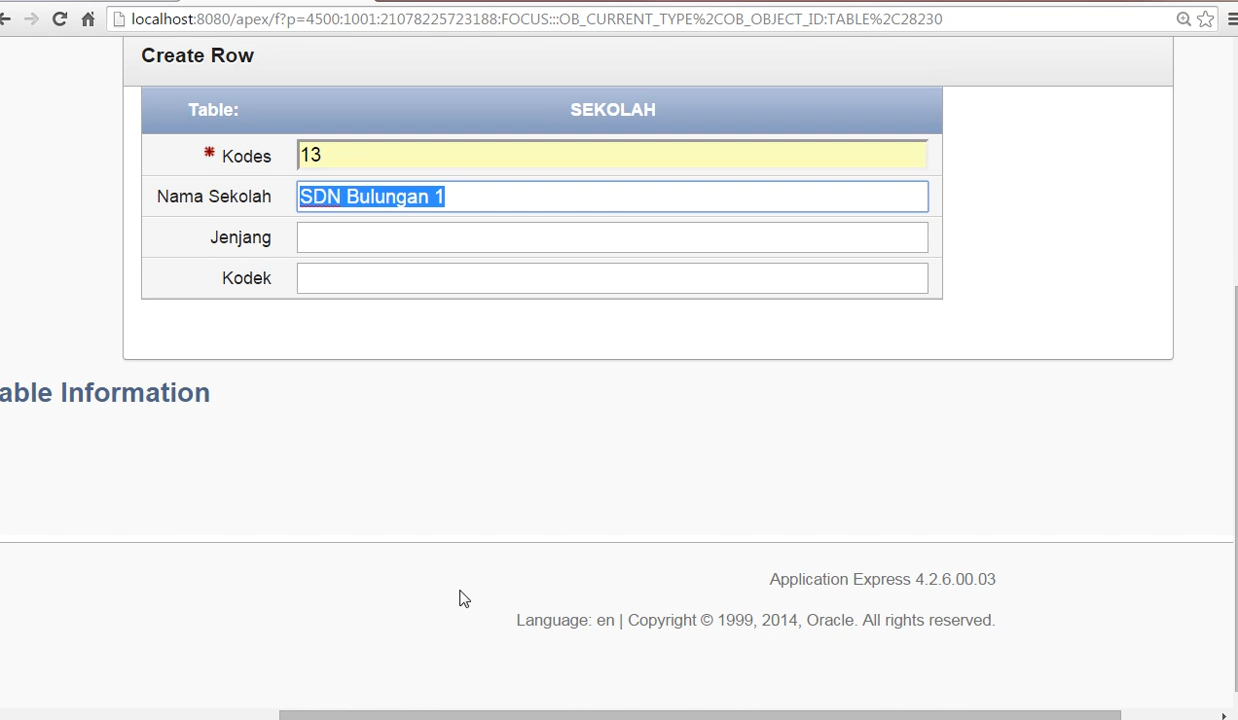 localhost:8080/apex/f?p=4500:1001:21078225723188:FOCUS:::OB_CURRENT_TYPE%2COB_OBJECT_ID:TABLE%2C28230
Create Row
Table: SEKOLAH
* Kodes 13
Nama Sekolah SDN Bulungan 1
Jenjang
Kodek
able Information
Application Express 4.2.6.00.03
Language: en | Copyright © 1999, 2014, Oracle. All rights reserved.